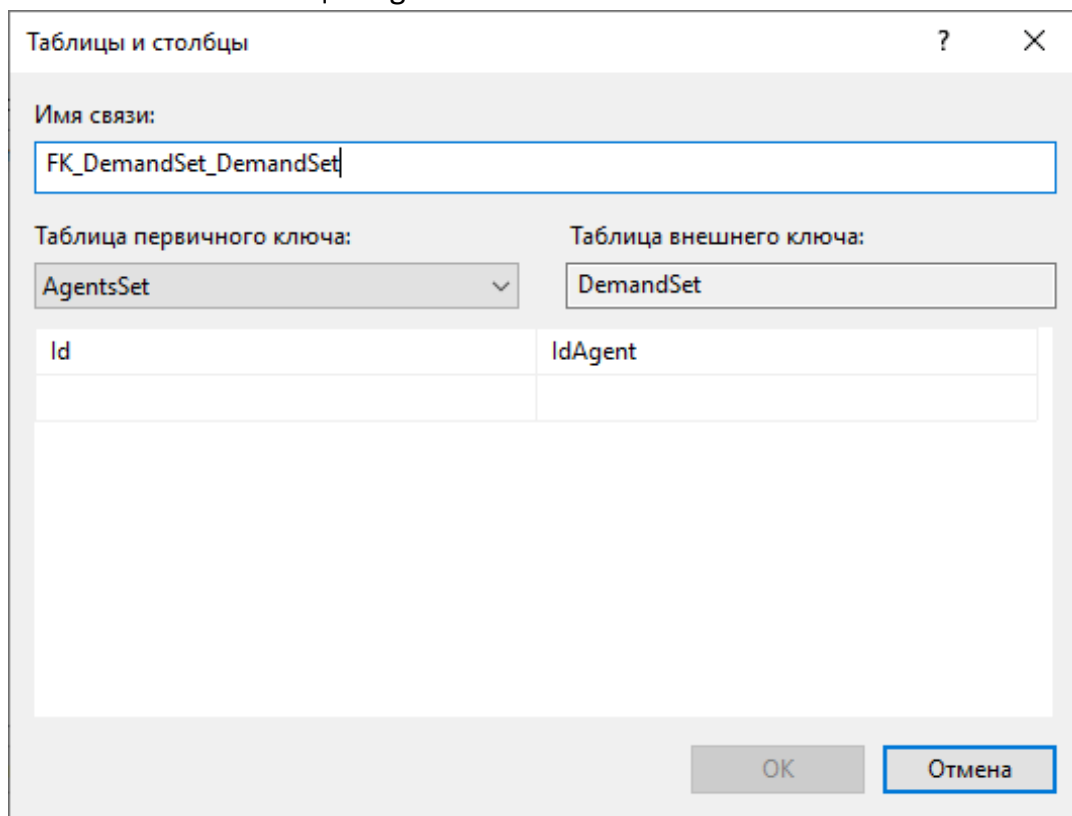 Таблицы и столбцы ?
Имя связи:
FK_DemandSet_DemandSet
Таблица первичного ключа: Таблица внешнего ключа:
AgentsSet DemandSet
Id IdAgent
OK Отмена